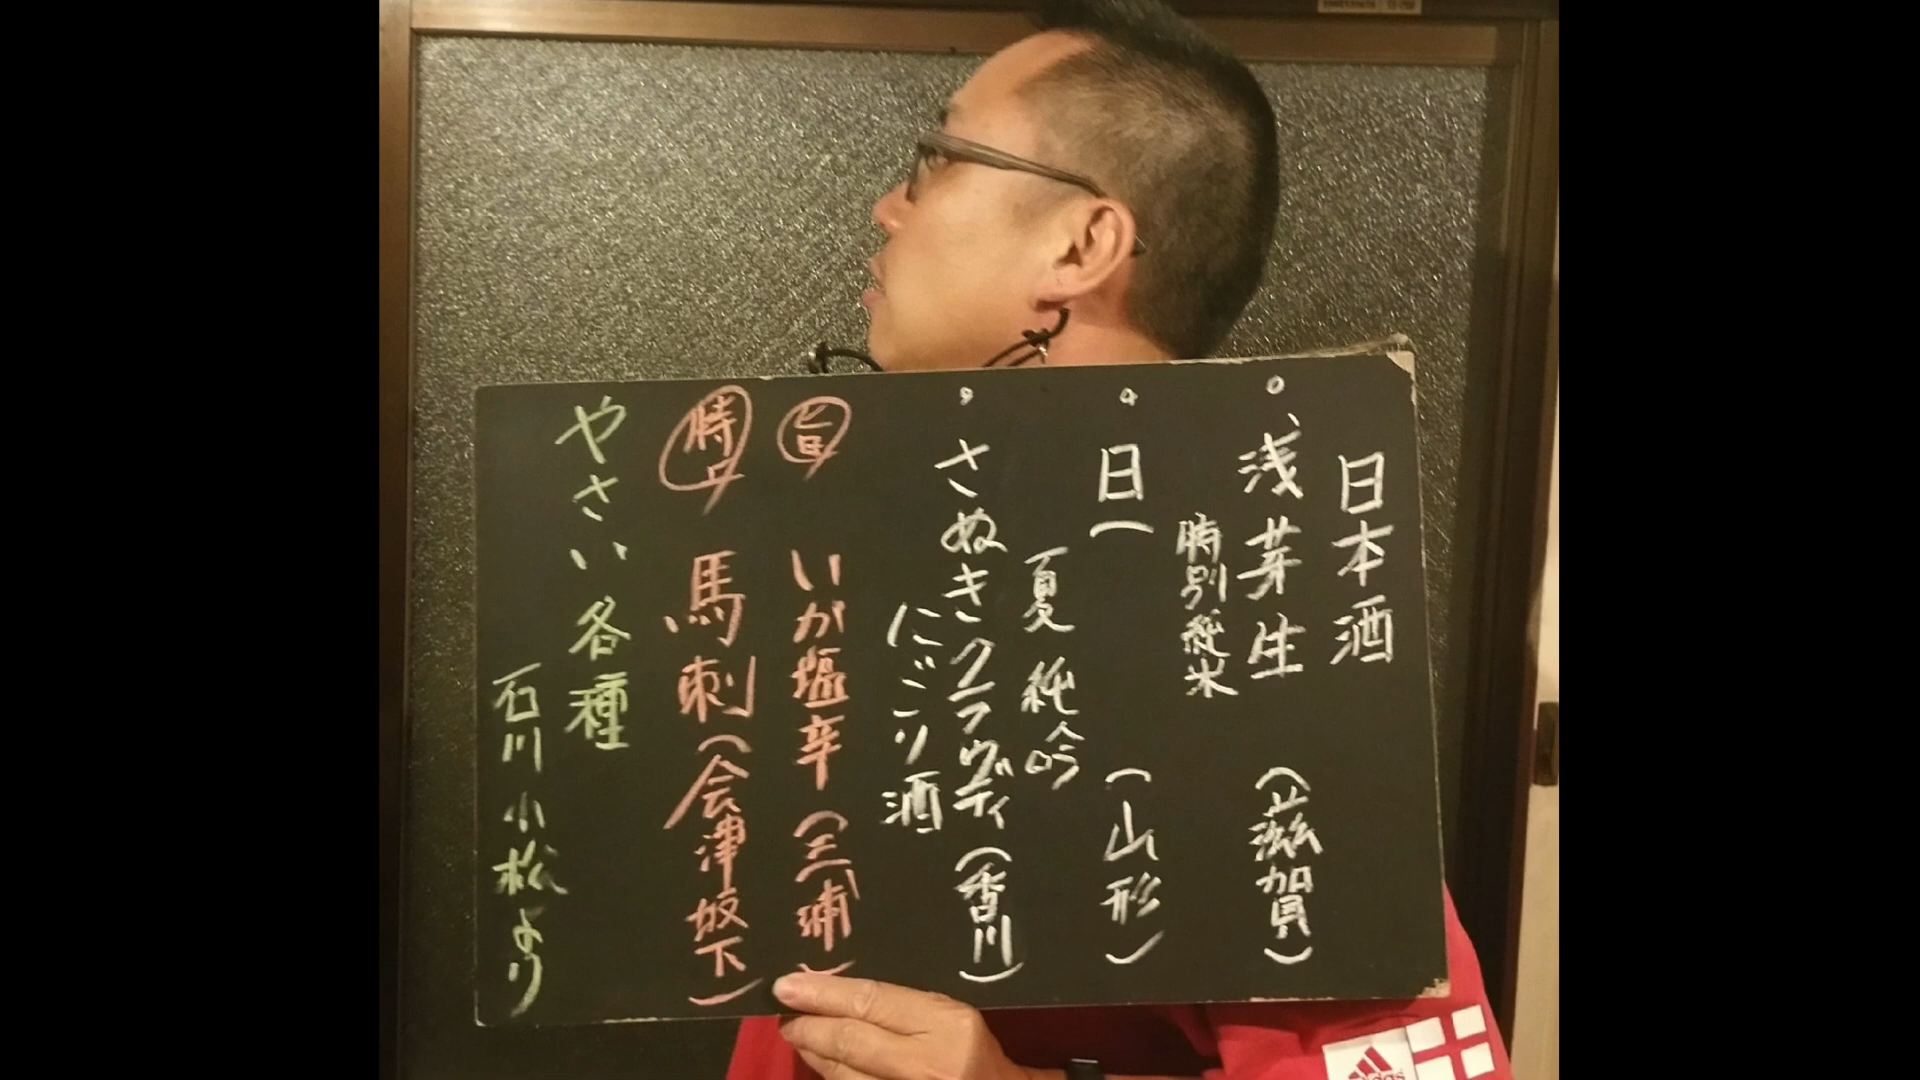 日本酒
浅芽生
特別純米
(滋賀)
日一
夏純吟
(山形)
さぬきクラウディ
にごり酒
(香川)
旨 いか塩辛(三浦)
馬刺(会津坂下)
やさい各種
石川小松より
adidas